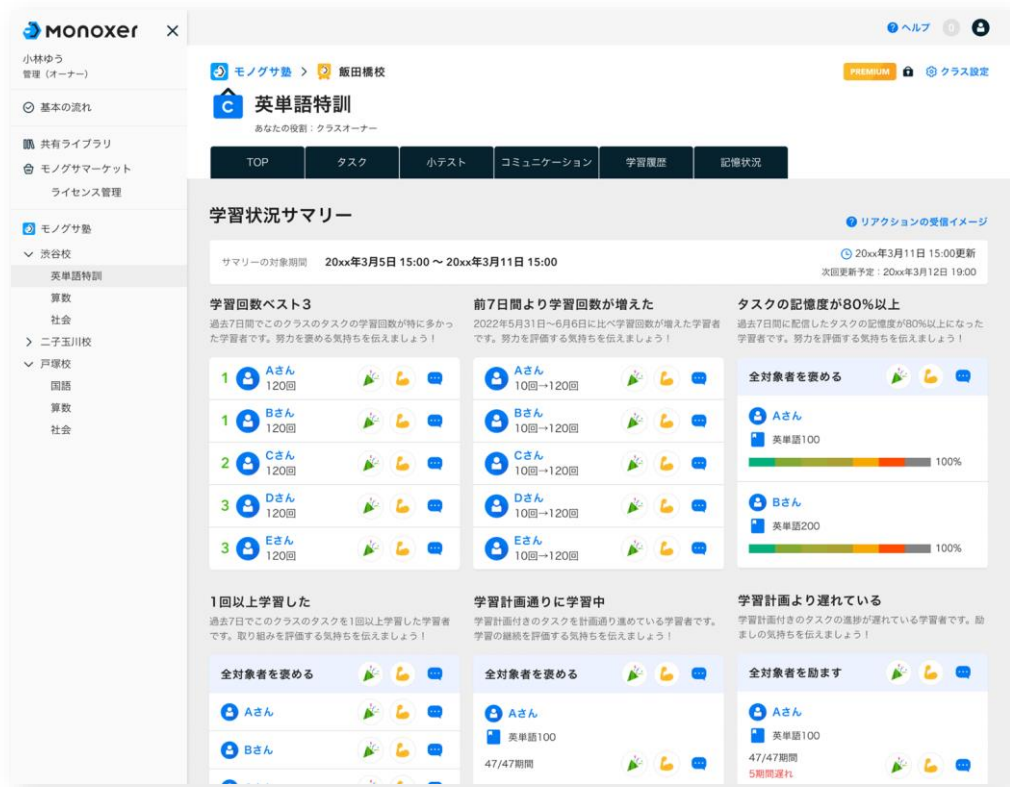 MONOXER ×
小林ゆう
管理（オーナー）
基本の流れ
共有ライブラリ
モノグサマーケット
ライセンス管理
モノグサ塾
渋谷校
英単語特訓
算数
社会
二子玉川校
戸塚校
国語
算数
社会
ヘルプ
モノグサ塾 > 飯田橋校
PREMIUM クラス設定
C 英単語特訓
あなたの役割：クラスオーナー
TOP タスク 小テスト コミュニケーション 学習履歴 記憶状況
学習状況サマリー
リアクションの受信イメージ
サマリーの対象期間 20xx年3月5日 15:00 〜 20xx年3月11日 15:00
20xx年3月11日 15:00更新
次回更新予定：20xx年3月12日 19:00
学習回数ベスト3
過去7日間でこのクラスのタスクの学習回数が特に多かっ
た学習者です。努力を褒める気持ちを伝えましょう！
1 Aさん
120回
1 Bさん
120回
2 Cさん
120回
3 Dさん
120回
3 Eさん
120回
前7日間より学習回数が増えた
2022年5月31日〜6月6日に比べ学習回数が増えた学習者
です。努力を評価する気持ちを伝えましょう！
Aさん
10回→120回
Bさん
10回→120回
Cさん
10回→120回
Dさん
10回→120回
Eさん
10回→120回
タスクの記憶度が80%以上
過去7日間に配信したタスクの記憶度が80%以上になった
学習者です。努力を評価する気持ちを伝えましょう！
全対象者を褒める
Aさん
英単語100
100%
Bさん
英単語200
100%
1回以上学習した
過去7日でこのクラスのタスクを1回以上学習した学習者
です。取り組みを評価する気持ちを伝えましょう！
全対象者を褒める
Aさん
Bさん
学習計画通りに学習中
学習計画付きのタスクを計画通り進めている学習者です。
学習の継続を評価する気持ちを伝えましょう！
全対象者を褒める
Aさん
英単語100
47/47期間
学習計画より遅れている
学習計画付きのタスクの進捗が遅れている学習者です。励
ましの気持ちを伝えましょう！
全対象者を励ます
Aさん
英単語100
47/47期間
5期間遅れ